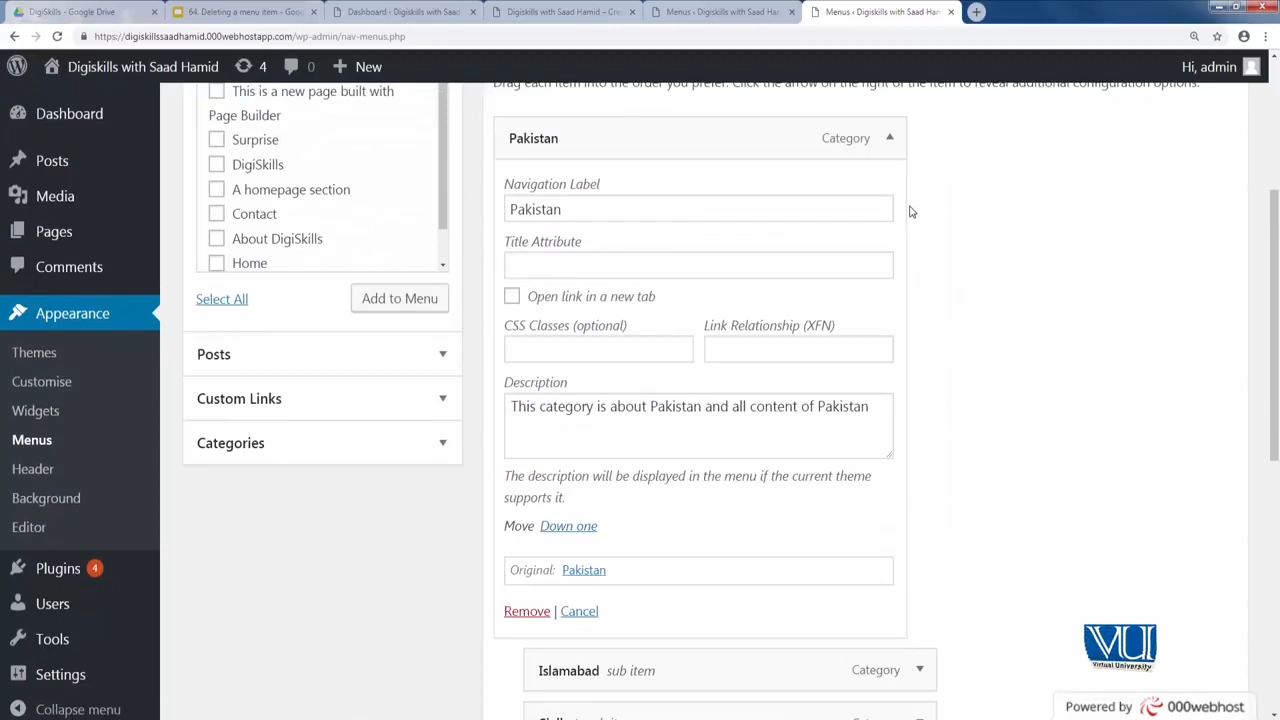 DigiSkills - Google Drive
64. Deleting a menu item - Goo
Dashboard ‹ Digiskills with Saad
Digiskills with Saad Hamid – Cre
Menus ‹ Digiskills with Saad Ham
Menus ‹ Digiskills with Saad Ham
https://digiskillssaadhamid.000webhostapp.com/wp-admin/nav-menus.php
Digiskills with Saad Hamid
4
0
New
Hi, admin
Dashboard
Posts
Media
Pages
Comments
Appearance
Themes
Customise
Widgets
Menus
Header
Background
Editor
Plugins 4
Users
Tools
Settings
Collapse menu
This is a new page built with
Page Builder
Surprise
DigiSkills
A homepage section
Contact
About DigiSkills
Home
Select All
Add to Menu
Posts
Custom Links
Categories
Drag each item into the order you prefer. Click the arrow on the right of the item to reveal additional configuration options.
Pakistan Category
Navigation Label
Pakistan
Title Attribute
Open link in a new tab
CSS Classes (optional) Link Relationship (XFN)
Description
This category is about Pakistan and all content of Pakistan
The description will be displayed in the menu if the current theme
supports it.
Move Down one
Original: Pakistan
Remove | Cancel
Islamabad sub item Category
VU
Virtual University
Powered by 000webhost